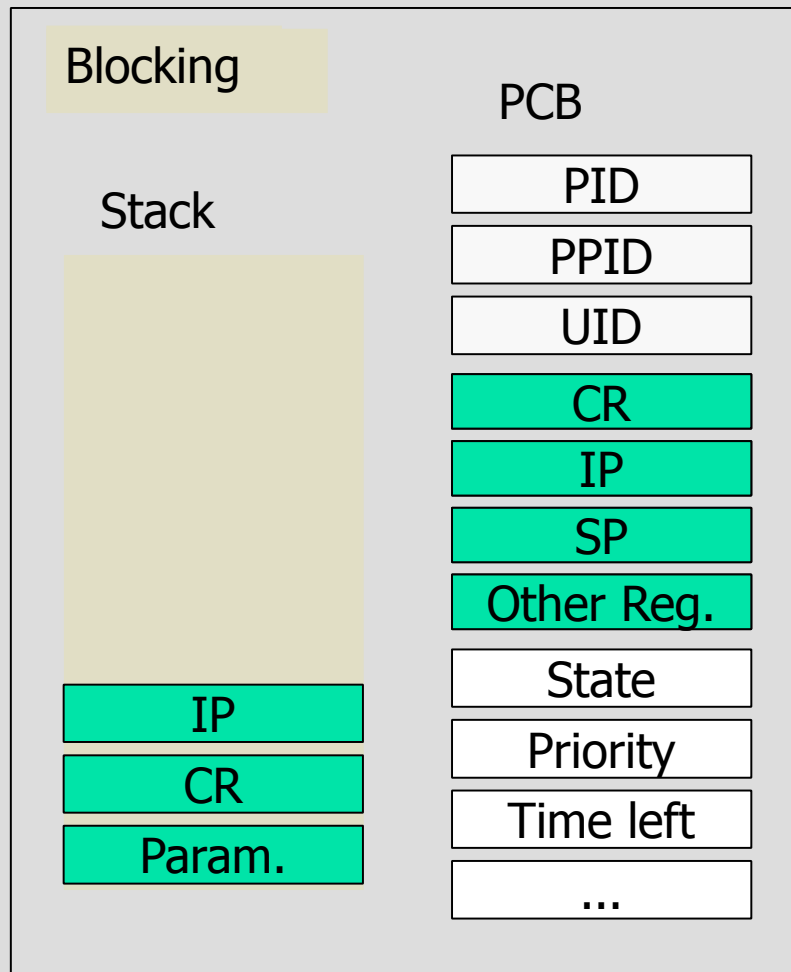 Blocking
Stack
IP
CR
Param.
PCB
PID
PPID
UID
CR
IP
SP
Other Reg.
State
Priority
Time left
...